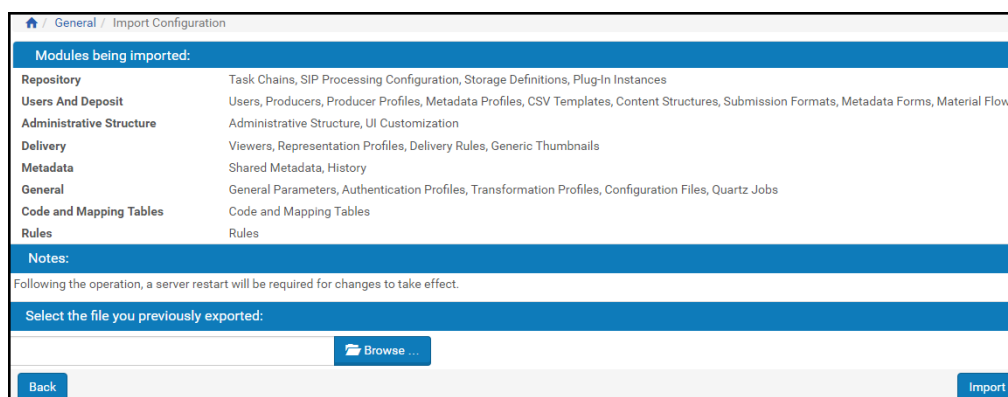 / General / Import Configuration
Modules being imported:
Repository Task Chains, SIP Processing Configuration, Storage Definitions, Plug-In Instances
Users And Deposit Users, Producers, Producer Profiles, Metadata Profiles, CSV Templates, Content Structures, Submission Formats, Metadata Forms, Material Flow
Administrative Structure Administrative Structure, UI Customization
Delivery Viewers, Representation Profiles, Delivery Rules, Generic Thumbnails
Metadata Shared Metadata, History
General General Parameters, Authentication Profiles, Transformation Profiles, Configuration Files, Quartz Jobs
Code and Mapping Tables Code and Mapping Tables
Rules Rules
Notes:
Following the operation, a server restart will be required for changes to take effect.
Select the file you previously exported:
Browse ...
Back Import